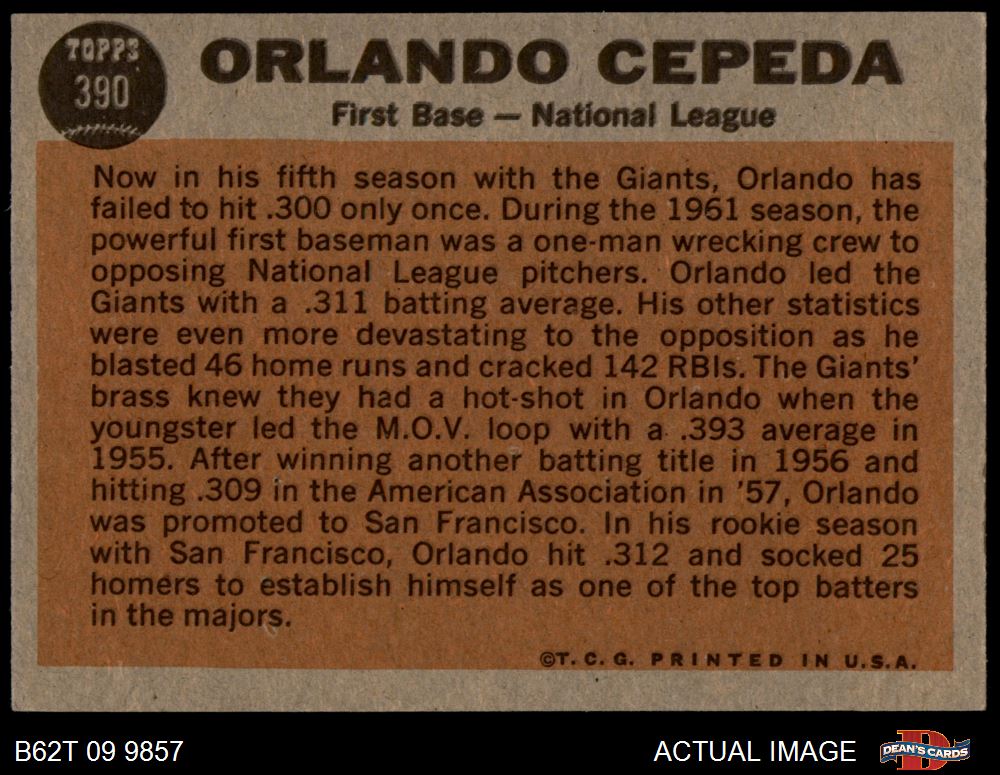 TOPPS
390
ORLANDO CEPEDA
First Base — National League
Now in his fifth season with the Giants, Orlando has
failed to hit .300 only once. During the 1961 season, the
powerful first baseman was a one-man wrecking crew to
opposing National League pitchers. Orlando led the
Giants with a .311 batting average. His other statistics
were even more devastating to the opposition as he
blasted 46 home runs and cracked 142 RBIs. The Giants'
brass knew they had a hot-shot in Orlando when the
youngster led the M.O.V. loop with a .393 average in
1955. After winning another batting title in 1956 and
hitting .309 in the American Association in '57, Orlando
was promoted to San Francisco. In his rookie season
with San Francisco, Orlando hit .312 and socked 25
homers to establish himself as one of the top batters
in the majors.
©T. C. G. PRINTED IN U.S.A.
B62T 09 9857
ACTUAL IMAGE
DEAN'S CARDS